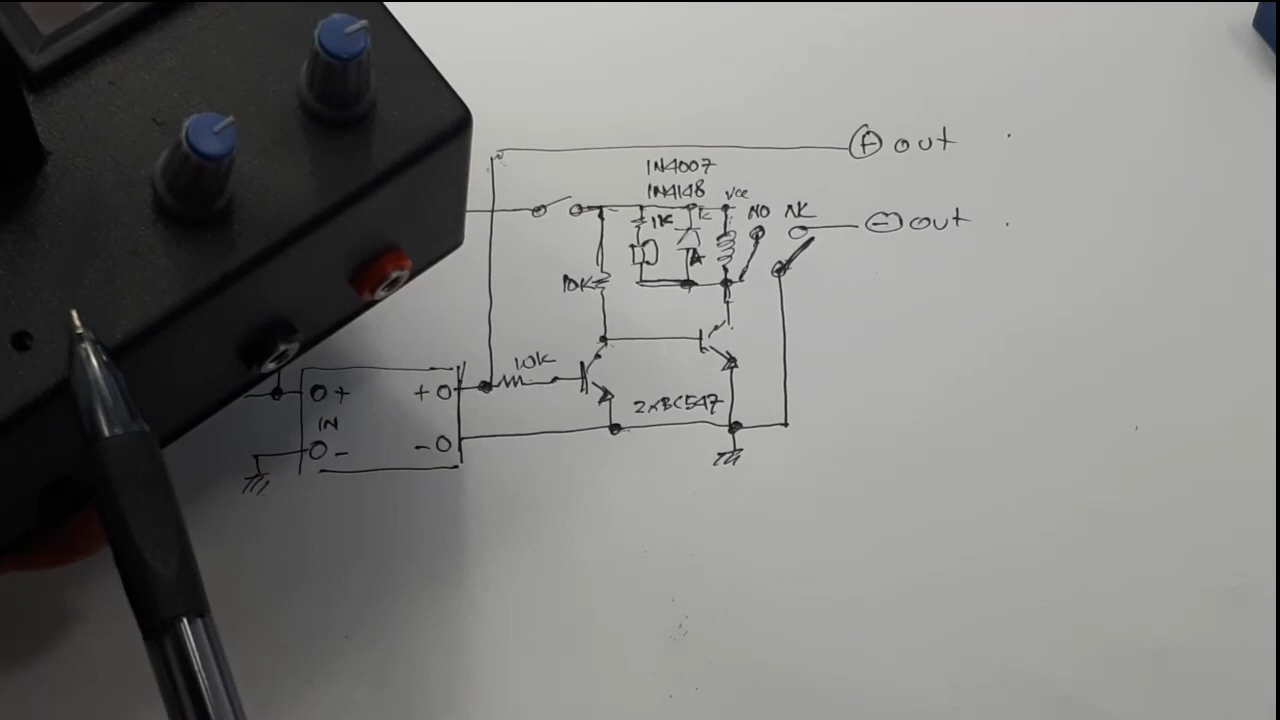 + out
1N4007
1N4148
Vcc
1K
K
NO
NC
- out
A
10K
10K
+
+
IN
-
-
2xBC547